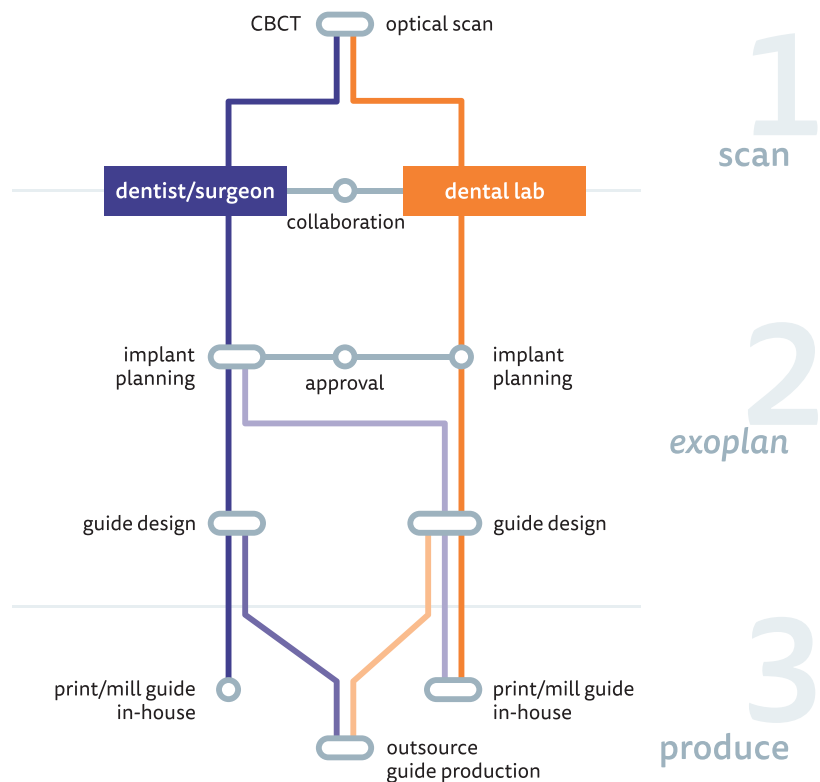 CBCT
optical scan
1
scan
dentist/surgeon
dental lab
collaboration
implant
planning
approval
implant
planning
2
exoplan
guide design
guide design
3
print/mill guide
in-house
print/mill guide
in-house
outsource
guide production
produce